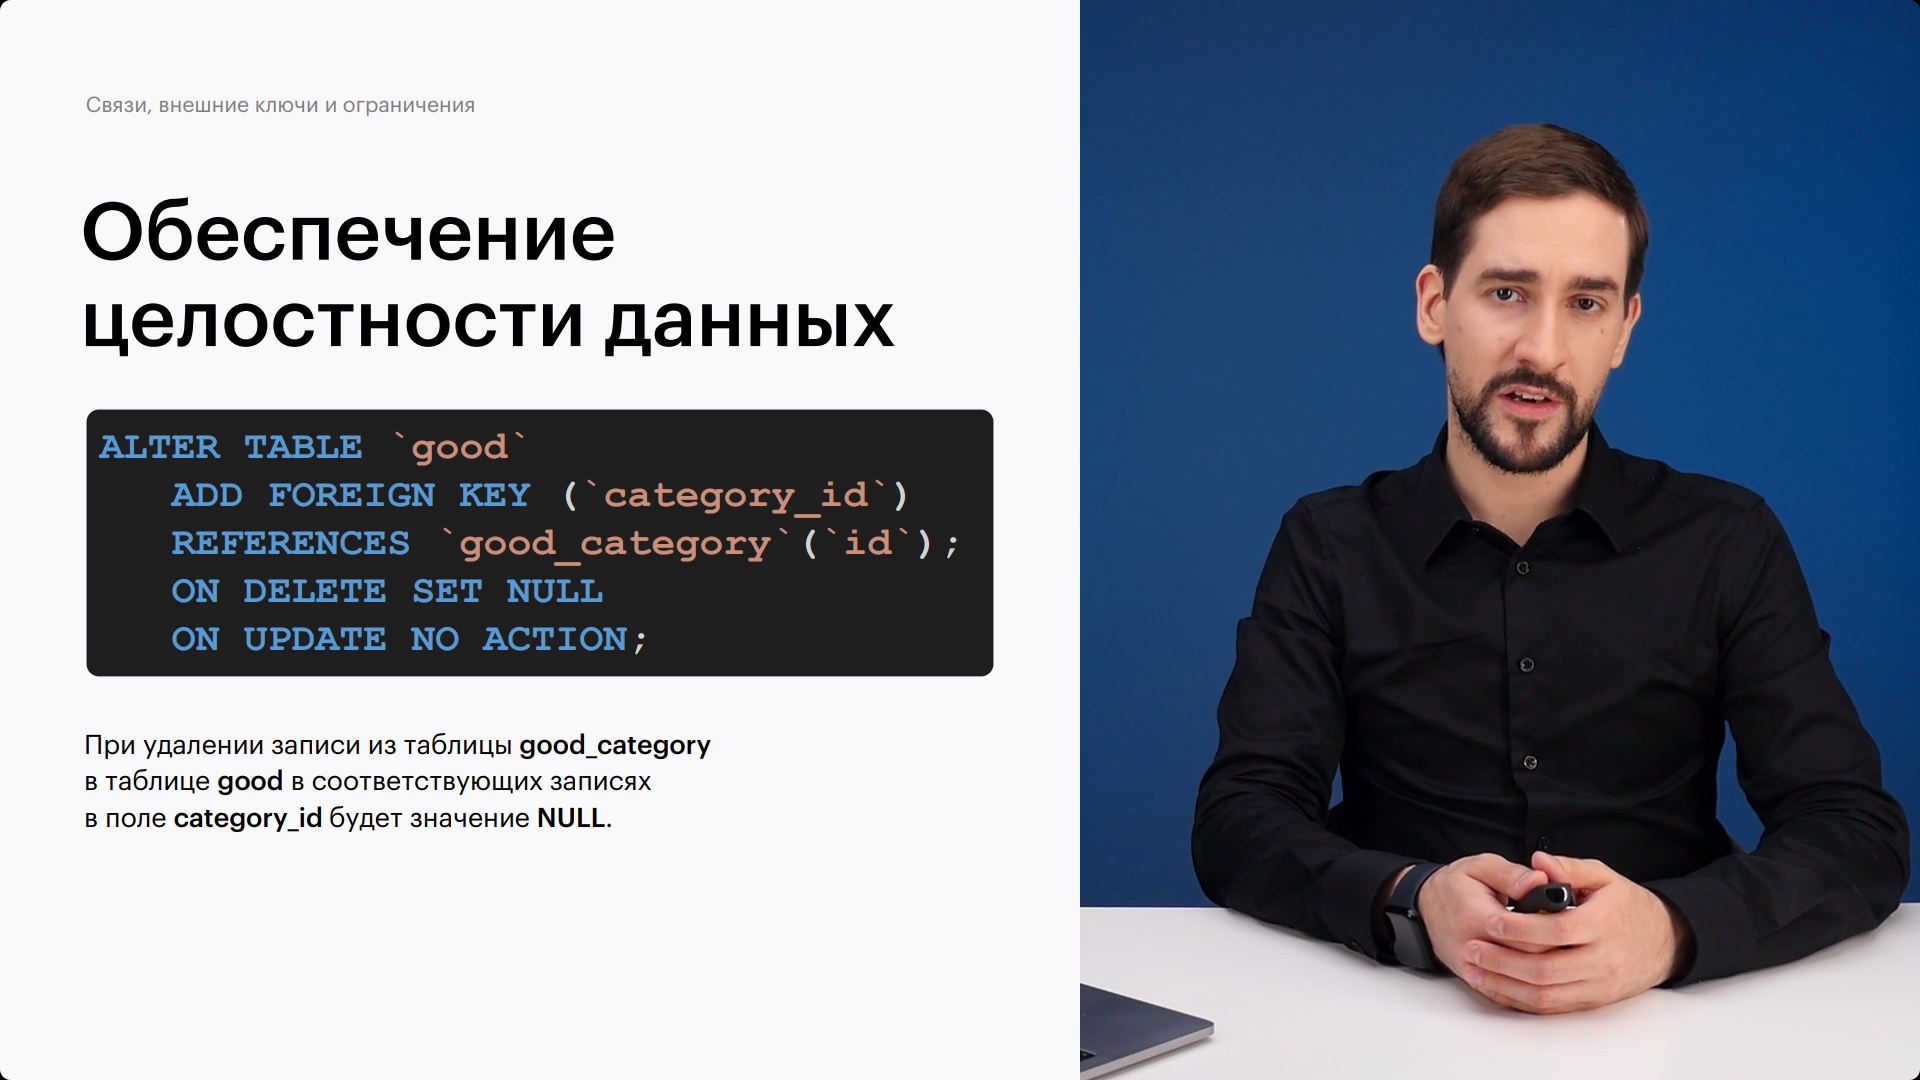 Связи, внешние ключи и ограничения
Обеспечение
целостности данных
ALTER TABLE `good`
ADD FOREIGN KEY (`category_id`)
REFERENCES `good_category`(`id`);
ON DELETE SET NULL
ON UPDATE NO ACTION;
При удалении записи из таблицы good_category
в таблице good в соответствующих записях
в поле category_id будет значение NULL.